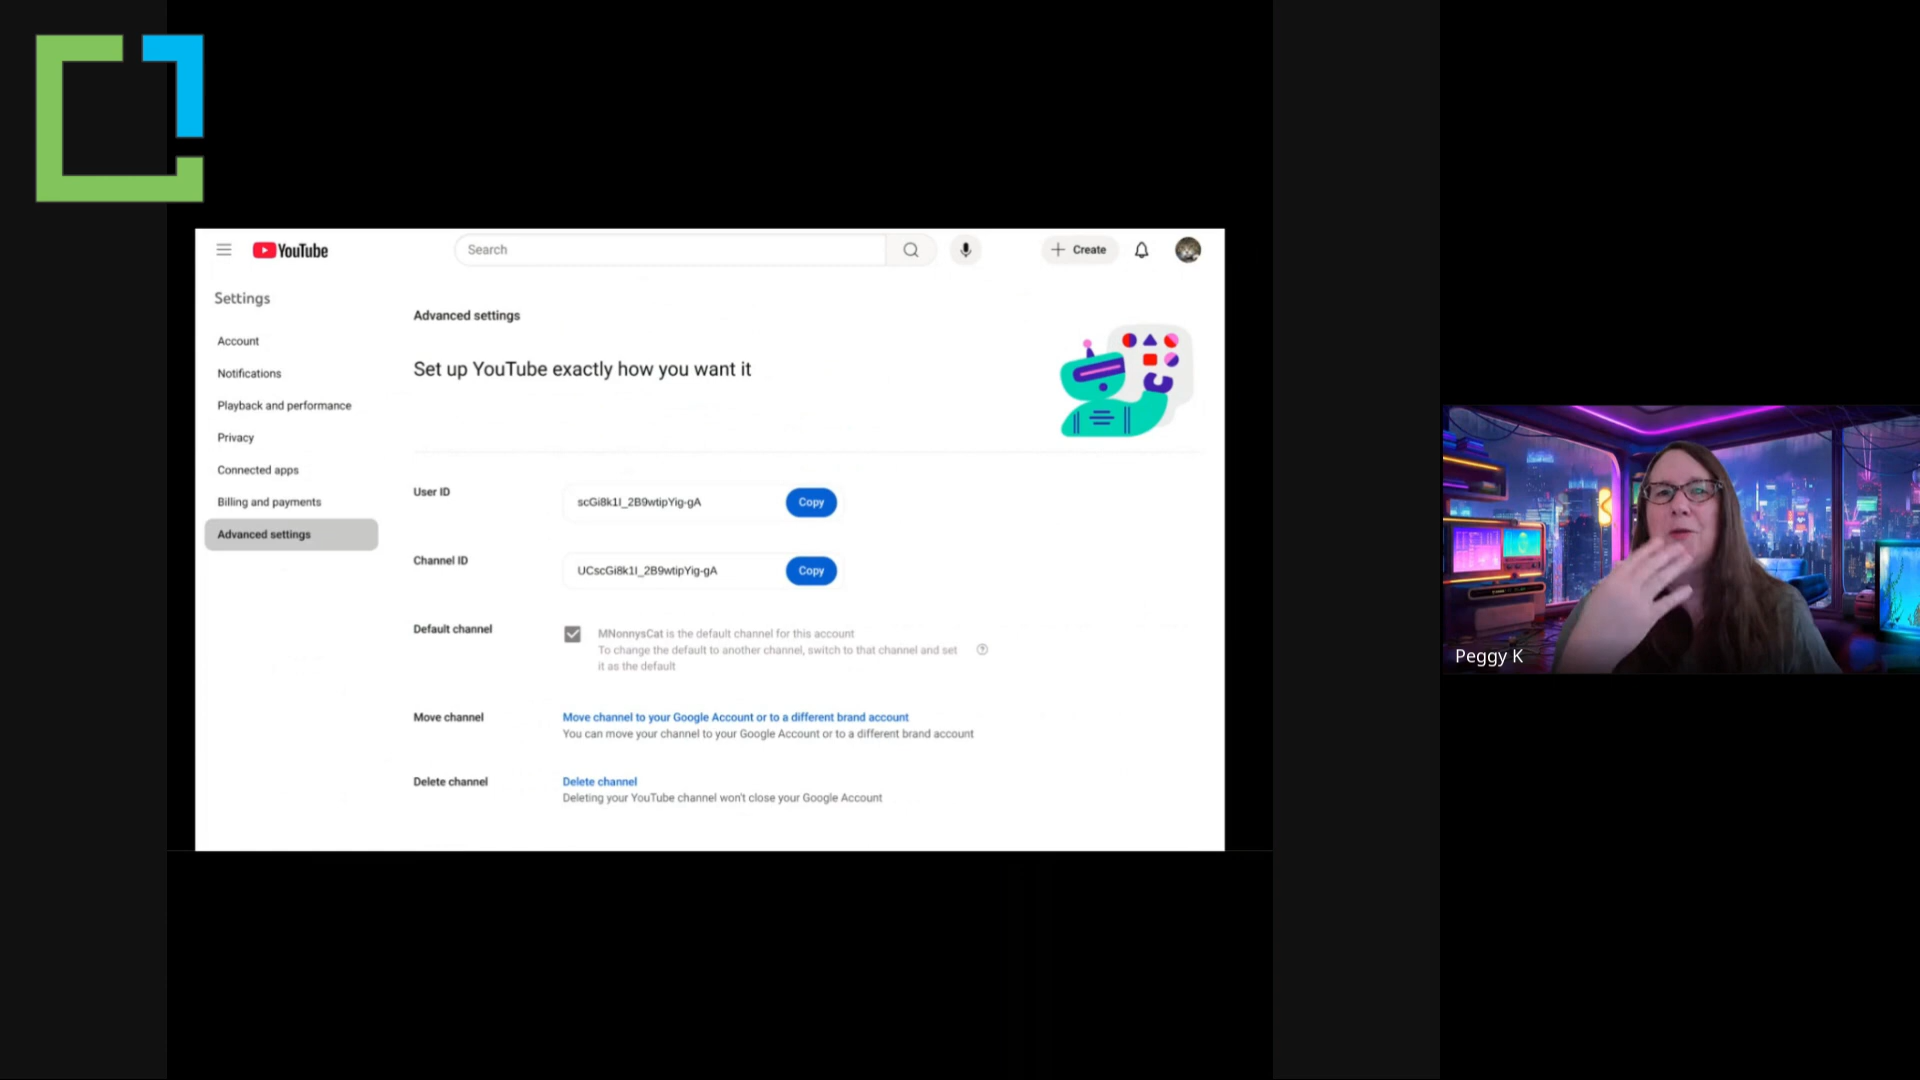 YouTube
Search
Create
Settings
Account
Notifications
Playback and performance
Privacy
Connected apps
Billing and payments
Advanced settings
Advanced settings
Set up YouTube exactly how you want it
User ID
scGi8k1I_2B9wtipYig-gA
Copy
Channel ID
UCscGi8k1I_2B9wtipYig-gA
Copy
Default channel
MNonnysCat is the default channel for this account
To change the default to another channel, switch to that channel and set
it as the default
Move channel
Move channel to your Google Account or to a different brand account
You can move your channel to your Google Account or to a different brand account
Delete channel
Delete channel
Deleting your YouTube channel won't close your Google Account
Peggy K